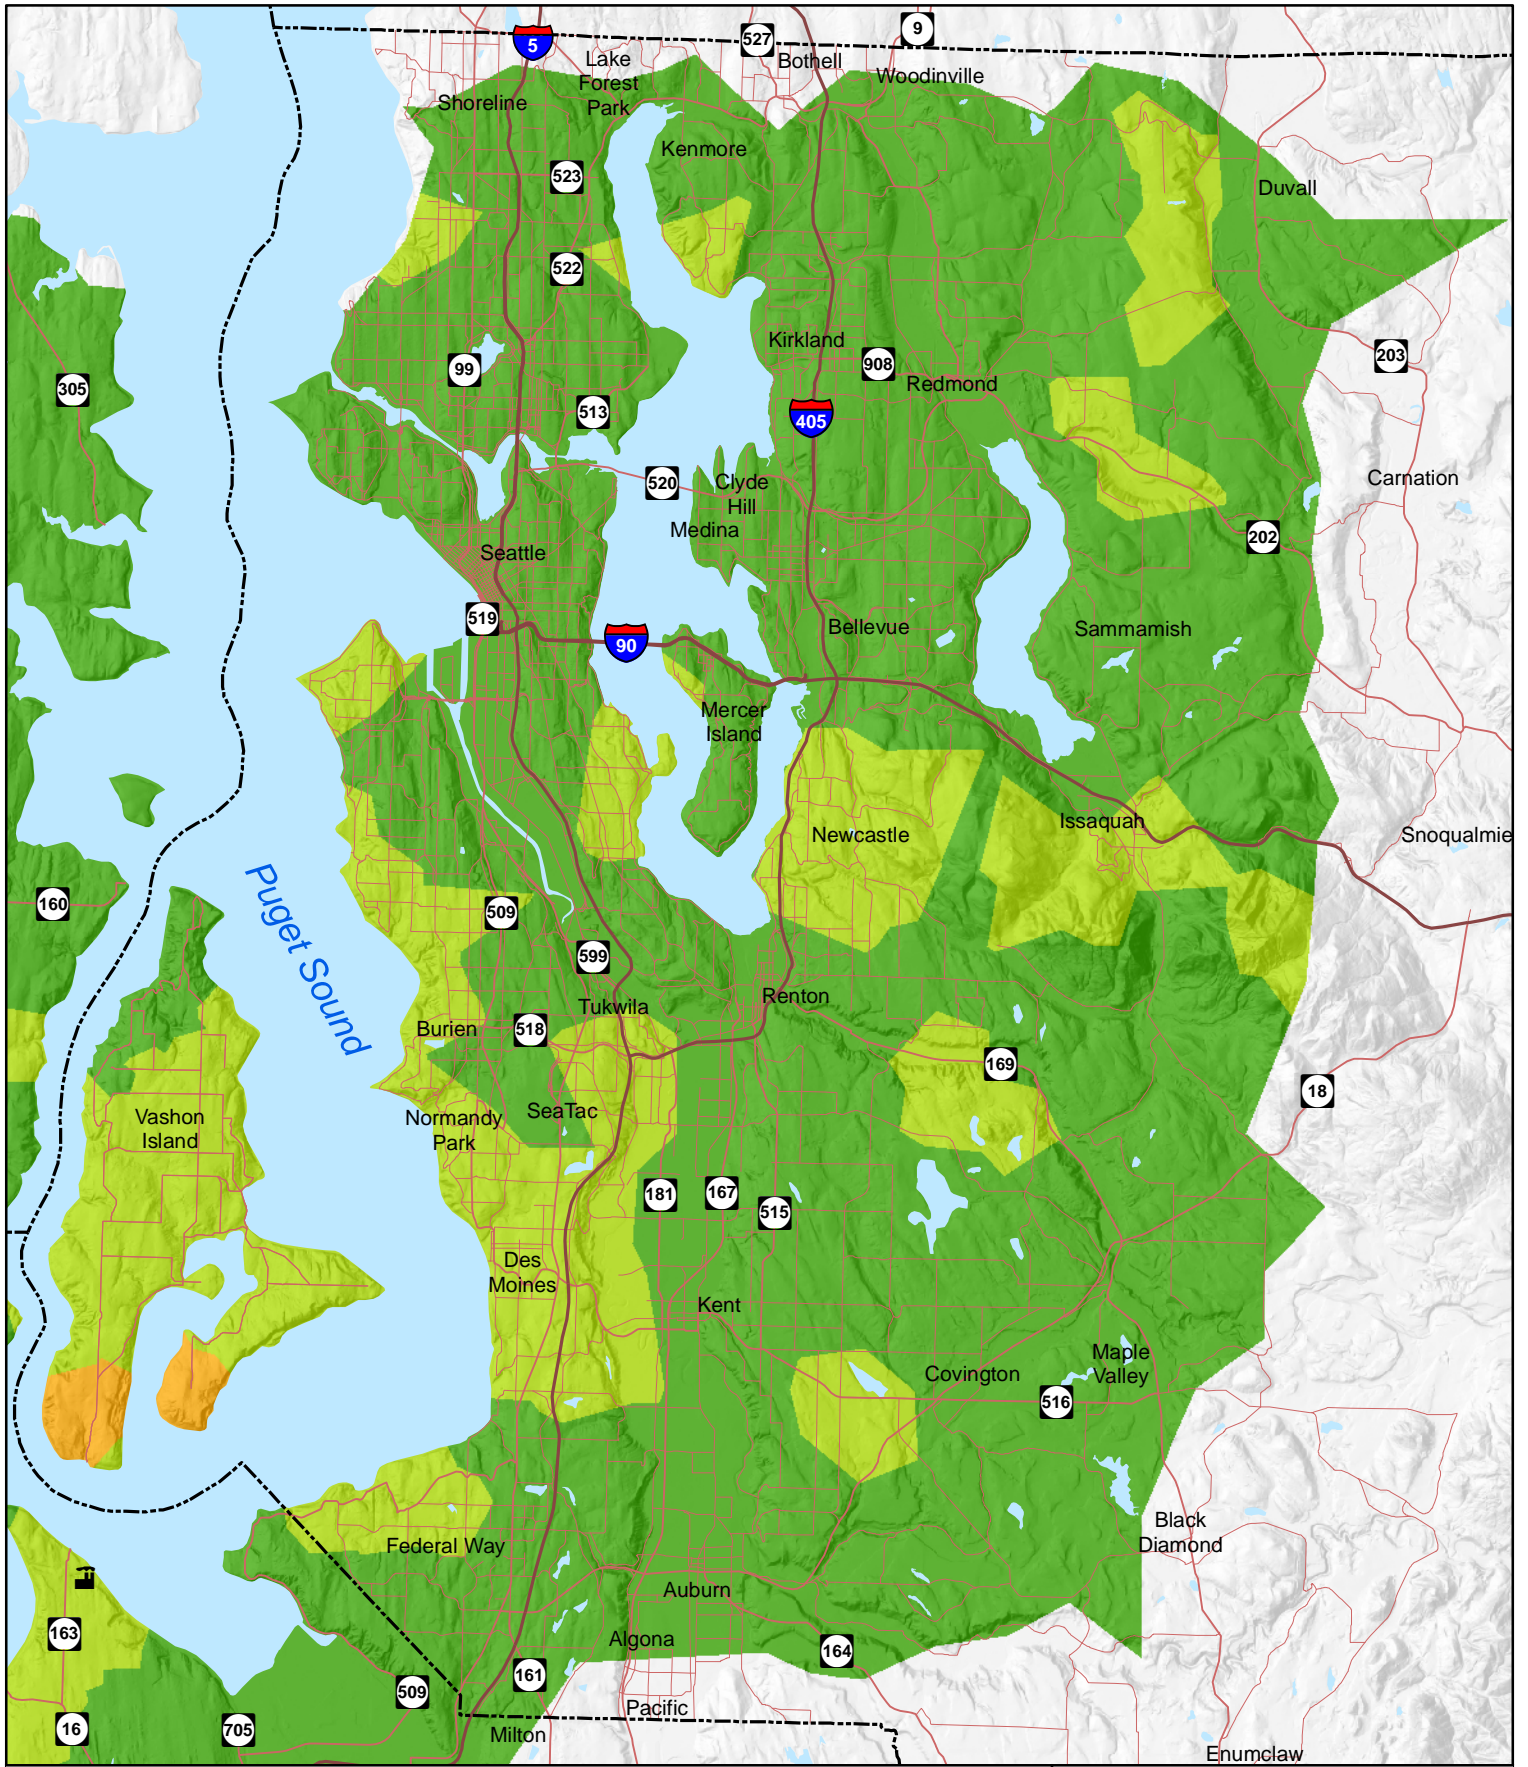 5
527
9
Lake
Forest
Park
Bothell
Woodinville
Shoreline
Kenmore
523
Duvall
522
Kirkland
203
99
908
Redmond
305
513
405
520
Clyde
Hill
Carnation
Medina
202
Seattle
519
90
Bellevue
Sammamish
Mercer
Island
Newcastle
Issaquah
Snoqualmie
160
509
Puget Sound
599
Renton
Tukwila
Burien
518
169
18
Vashon
Island
Normandy
Park
SeaTac
181
167
515
Des
Moines
Kent
Maple
Valley
Covington
516
Black
Diamond
Federal Way
Auburn
163
Algona
164
161
509
Pacific
16
705
Milton
Enumclaw